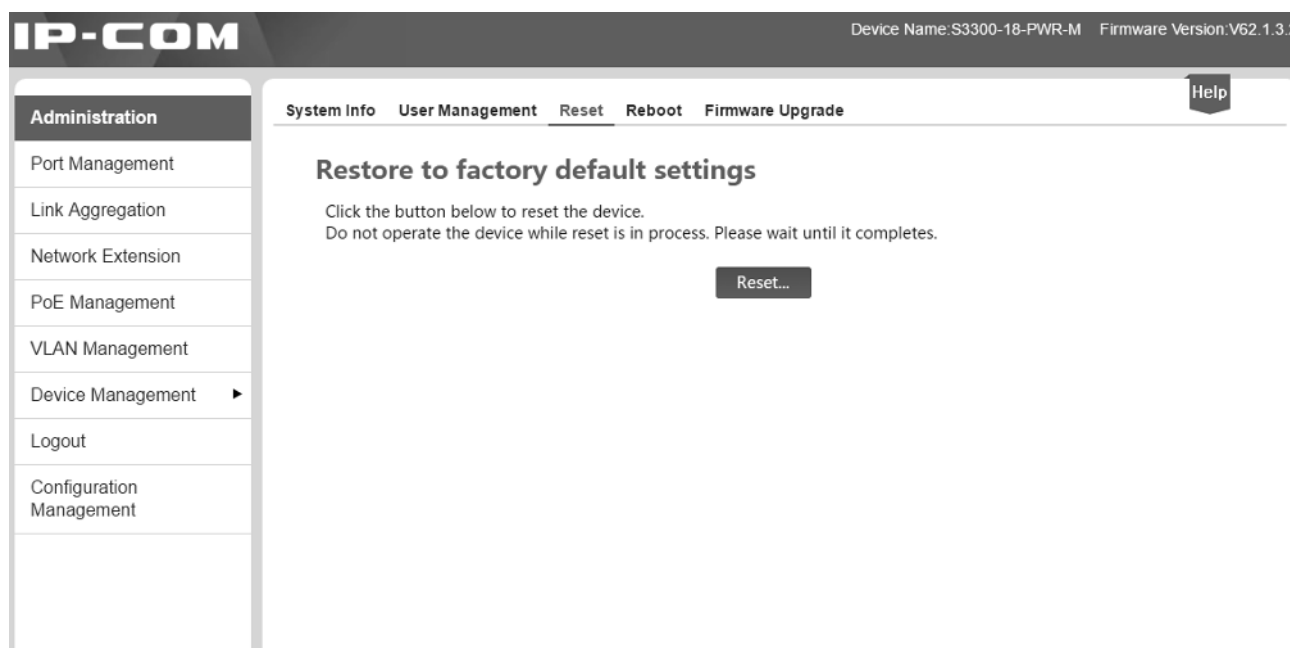 IP-COM
Device Name:S3300-18-PWR-M Firmware Version:V62.1.3.
Help
Administration
System Info User Management Reset Reboot Firmware Upgrade
Port Management
Link Aggregation
Network Extension
PoE Management
VLAN Management
Device Management
Logout
Configuration
Management
Restore to factory default settings
Click the button below to reset the device.
Do not operate the device while reset is in process. Please wait until it completes.
Reset...